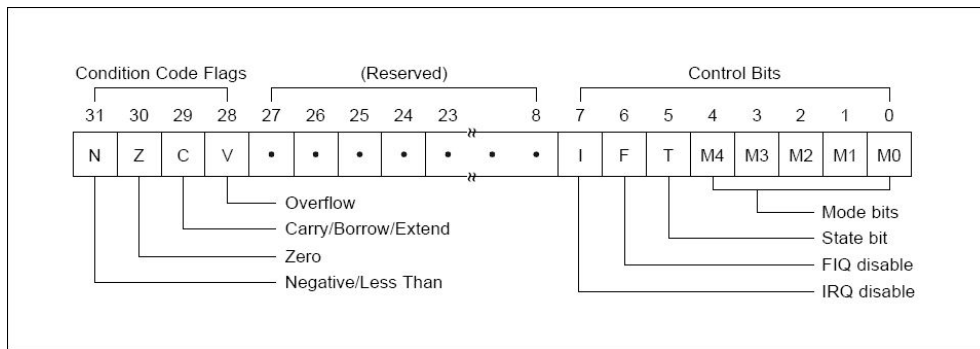 Condition Code Flags (Reserved) Control Bits
31 30 29 28 27 26 25 24 23 8 7 6 5 4 3 2 1 0
N Z C V • • • • • • • I F T M4 M3 M2 M1 M0
Overflow
Carry/Borrow/Extend
Zero
Negative/Less Than
Mode bits
State bit
FIQ disable
IRQ disable